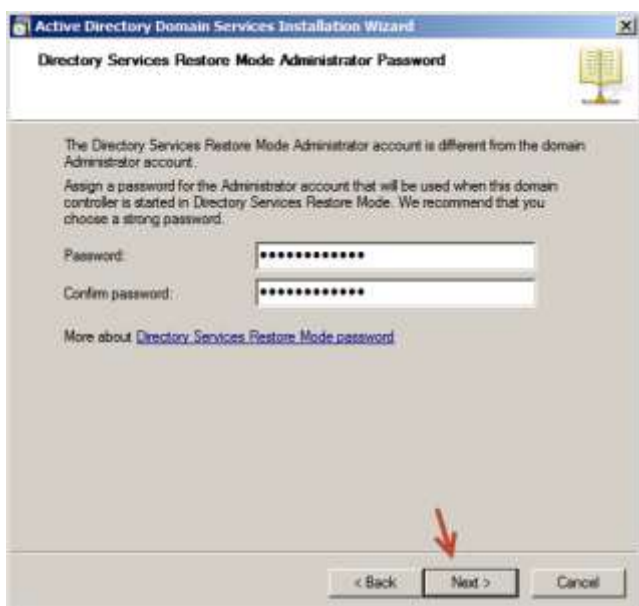 Active Directory Domain Services Installation Wizard
Directory Services Restore Mode Administrator Password
The Directory Services Restore Mode Administrator account is different from the domain
Administrator account.
Assign a password for the Administrator account that will be used when this domain
controller is started in Directory Services Restore Mode. We recommend that you
choose a strong password.
Password:
Confirm password:
More about Directory Services Restore Mode password
< Back
Next >
Cancel